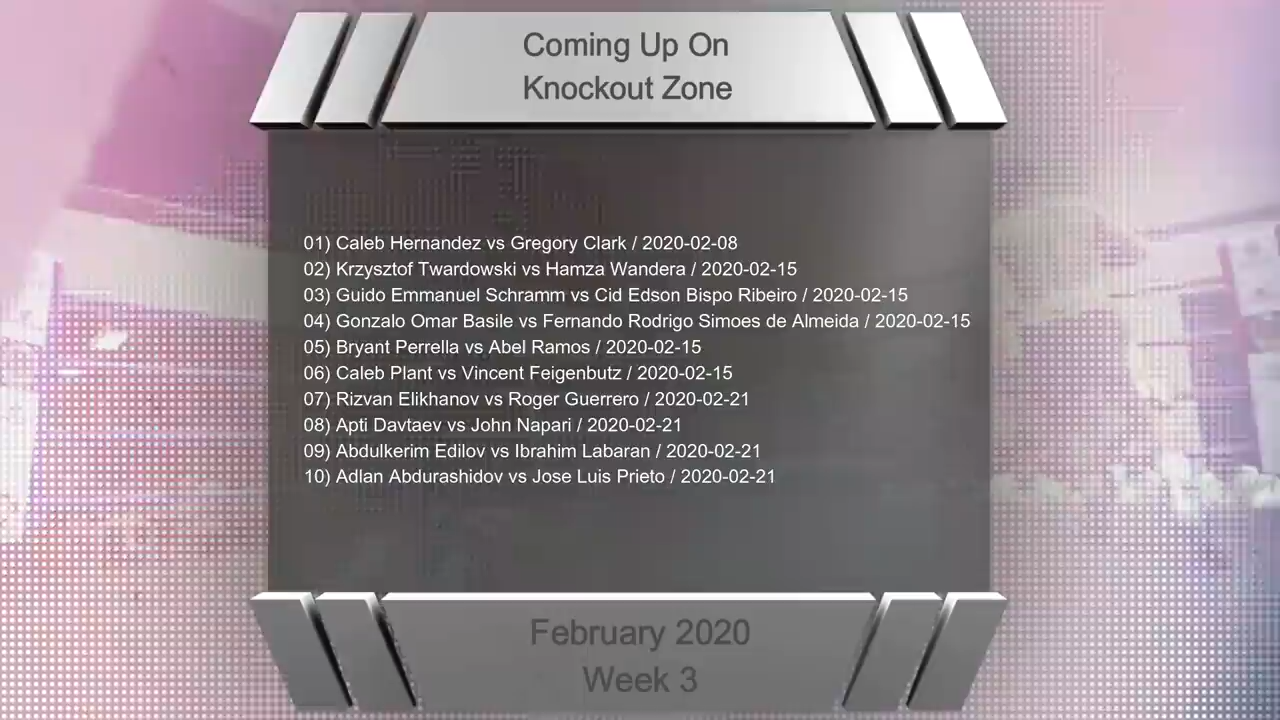 Coming Up On
Knockout Zone
01) Caleb Hernandez vs Gregory Clark / 2020-02-08
02) Krzysztof Twardowski vs Hamza Wandera / 2020-02-15
03) Guido Emmanuel Schramm vs Cid Edson Bispo Ribeiro / 2020-02-15
04) Gonzalo Omar Basile vs Fernando Rodrigo Simoes de Almeida / 2020-02-15
05) Bryant Perrella vs Abel Ramos / 2020-02-15
06) Caleb Plant vs Vincent Feigenbutz / 2020-02-15
07) Rizvan Elikhanov vs Roger Guerrero / 2020-02-21
08) Apti Davtaev vs John Napari / 2020-02-21
09) Abdulkerim Edilov vs Ibrahim Labaran / 2020-02-21
10) Adlan Abdurashidov vs Jose Luis Prieto / 2020-02-21
February 2020
Week 3